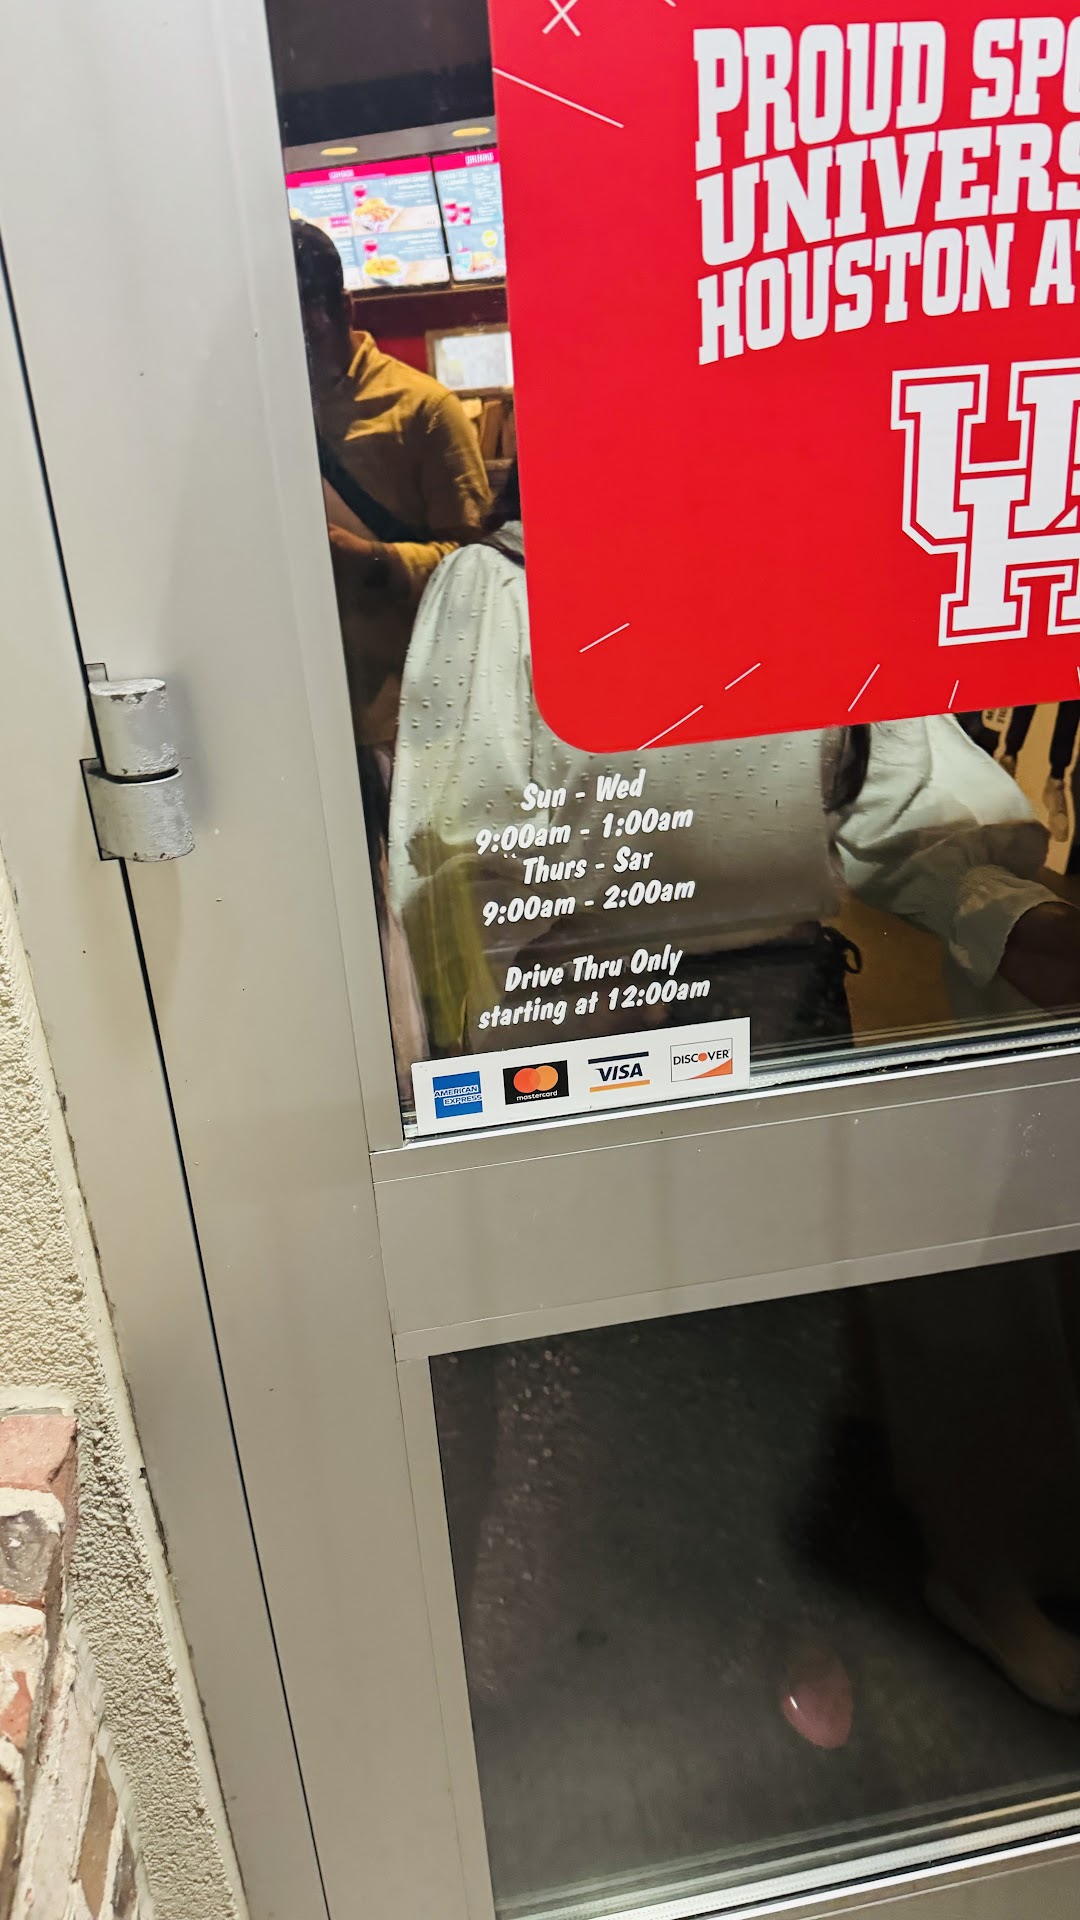 PROUD SPO
UNIVERS
HOUSTON AT
UH
Sun - Wed
9:00am - 1:00am
Thurs - Sat
9:00am - 2:00am
Drive Thru Only
starting at 12:00am
AMERICAN
EXPRESS
mastercard
VISA
DISCOVER